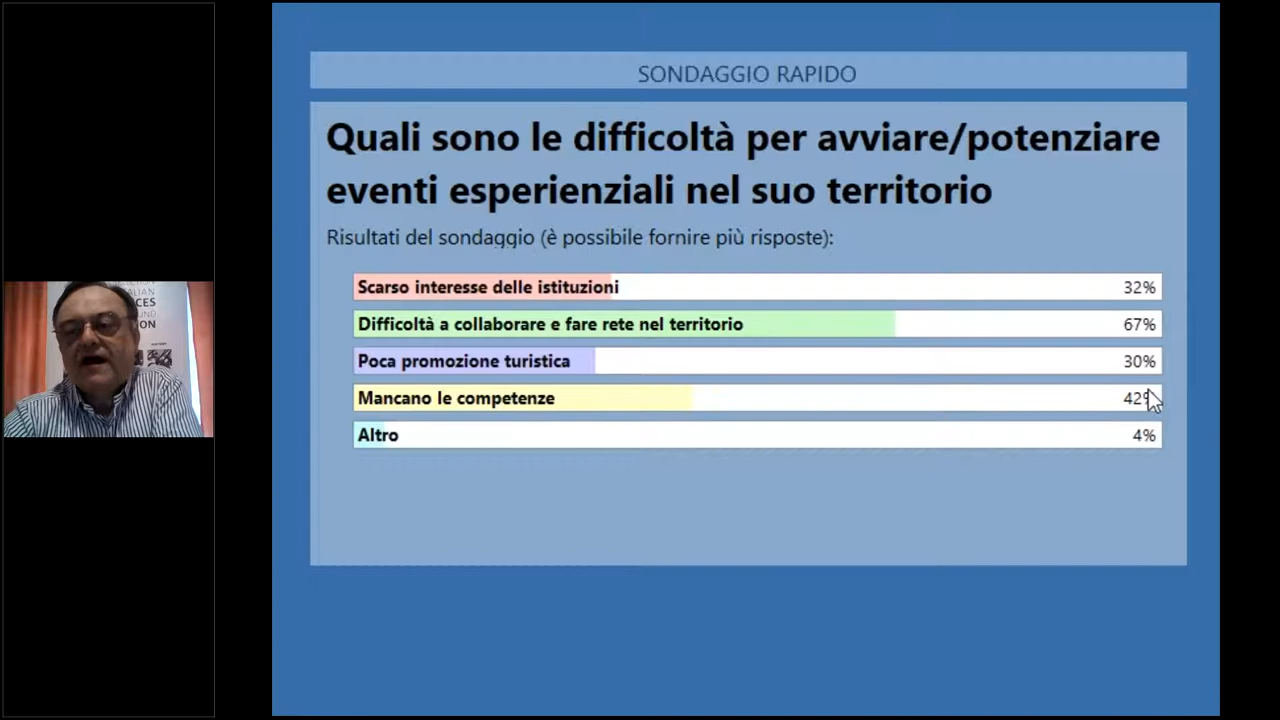 SONDAGGIO RAPIDO
Quali sono le difficoltà per avviare/potenziare
eventi esperienziali nel suo territorio
Risultati del sondaggio (è possibile fornire più risposte):
Scarso interesse delle istituzioni 32%
Difficoltà a collaborare e fare rete nel territorio 67%
Poca promozione turistica 30%
Mancano le competenze 42%
Altro 4%